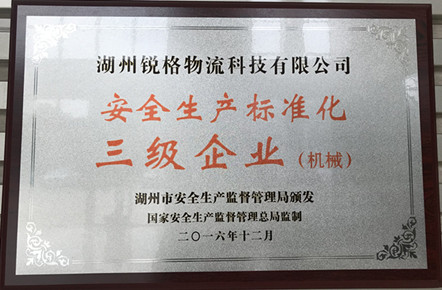 湖州锐格物流科技有限公司
安全生产标准化
三级企业（机械）
湖州市安全生产监督管理局颁发
国家安全生产监督管理总局监制
二〇一六年十二月